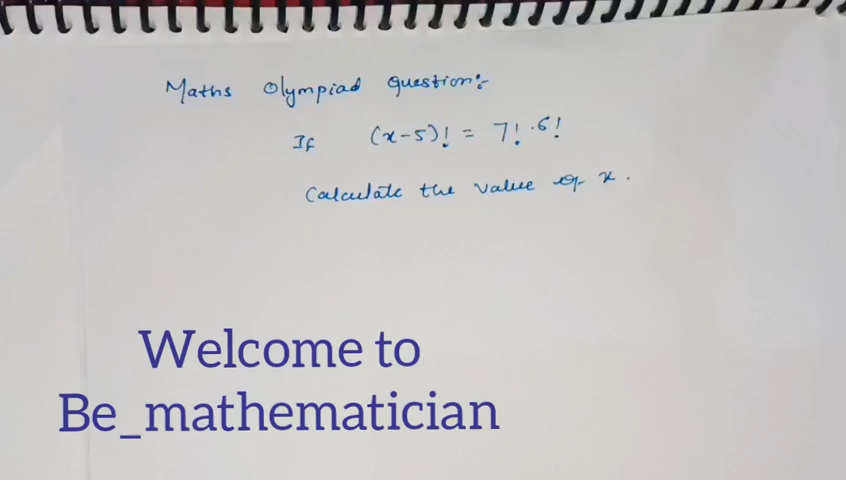 Maths Olympiad Question:-
If (x-5)! = 7! . 6!
Calculate the value of x.
Welcome to
Be_mathematician